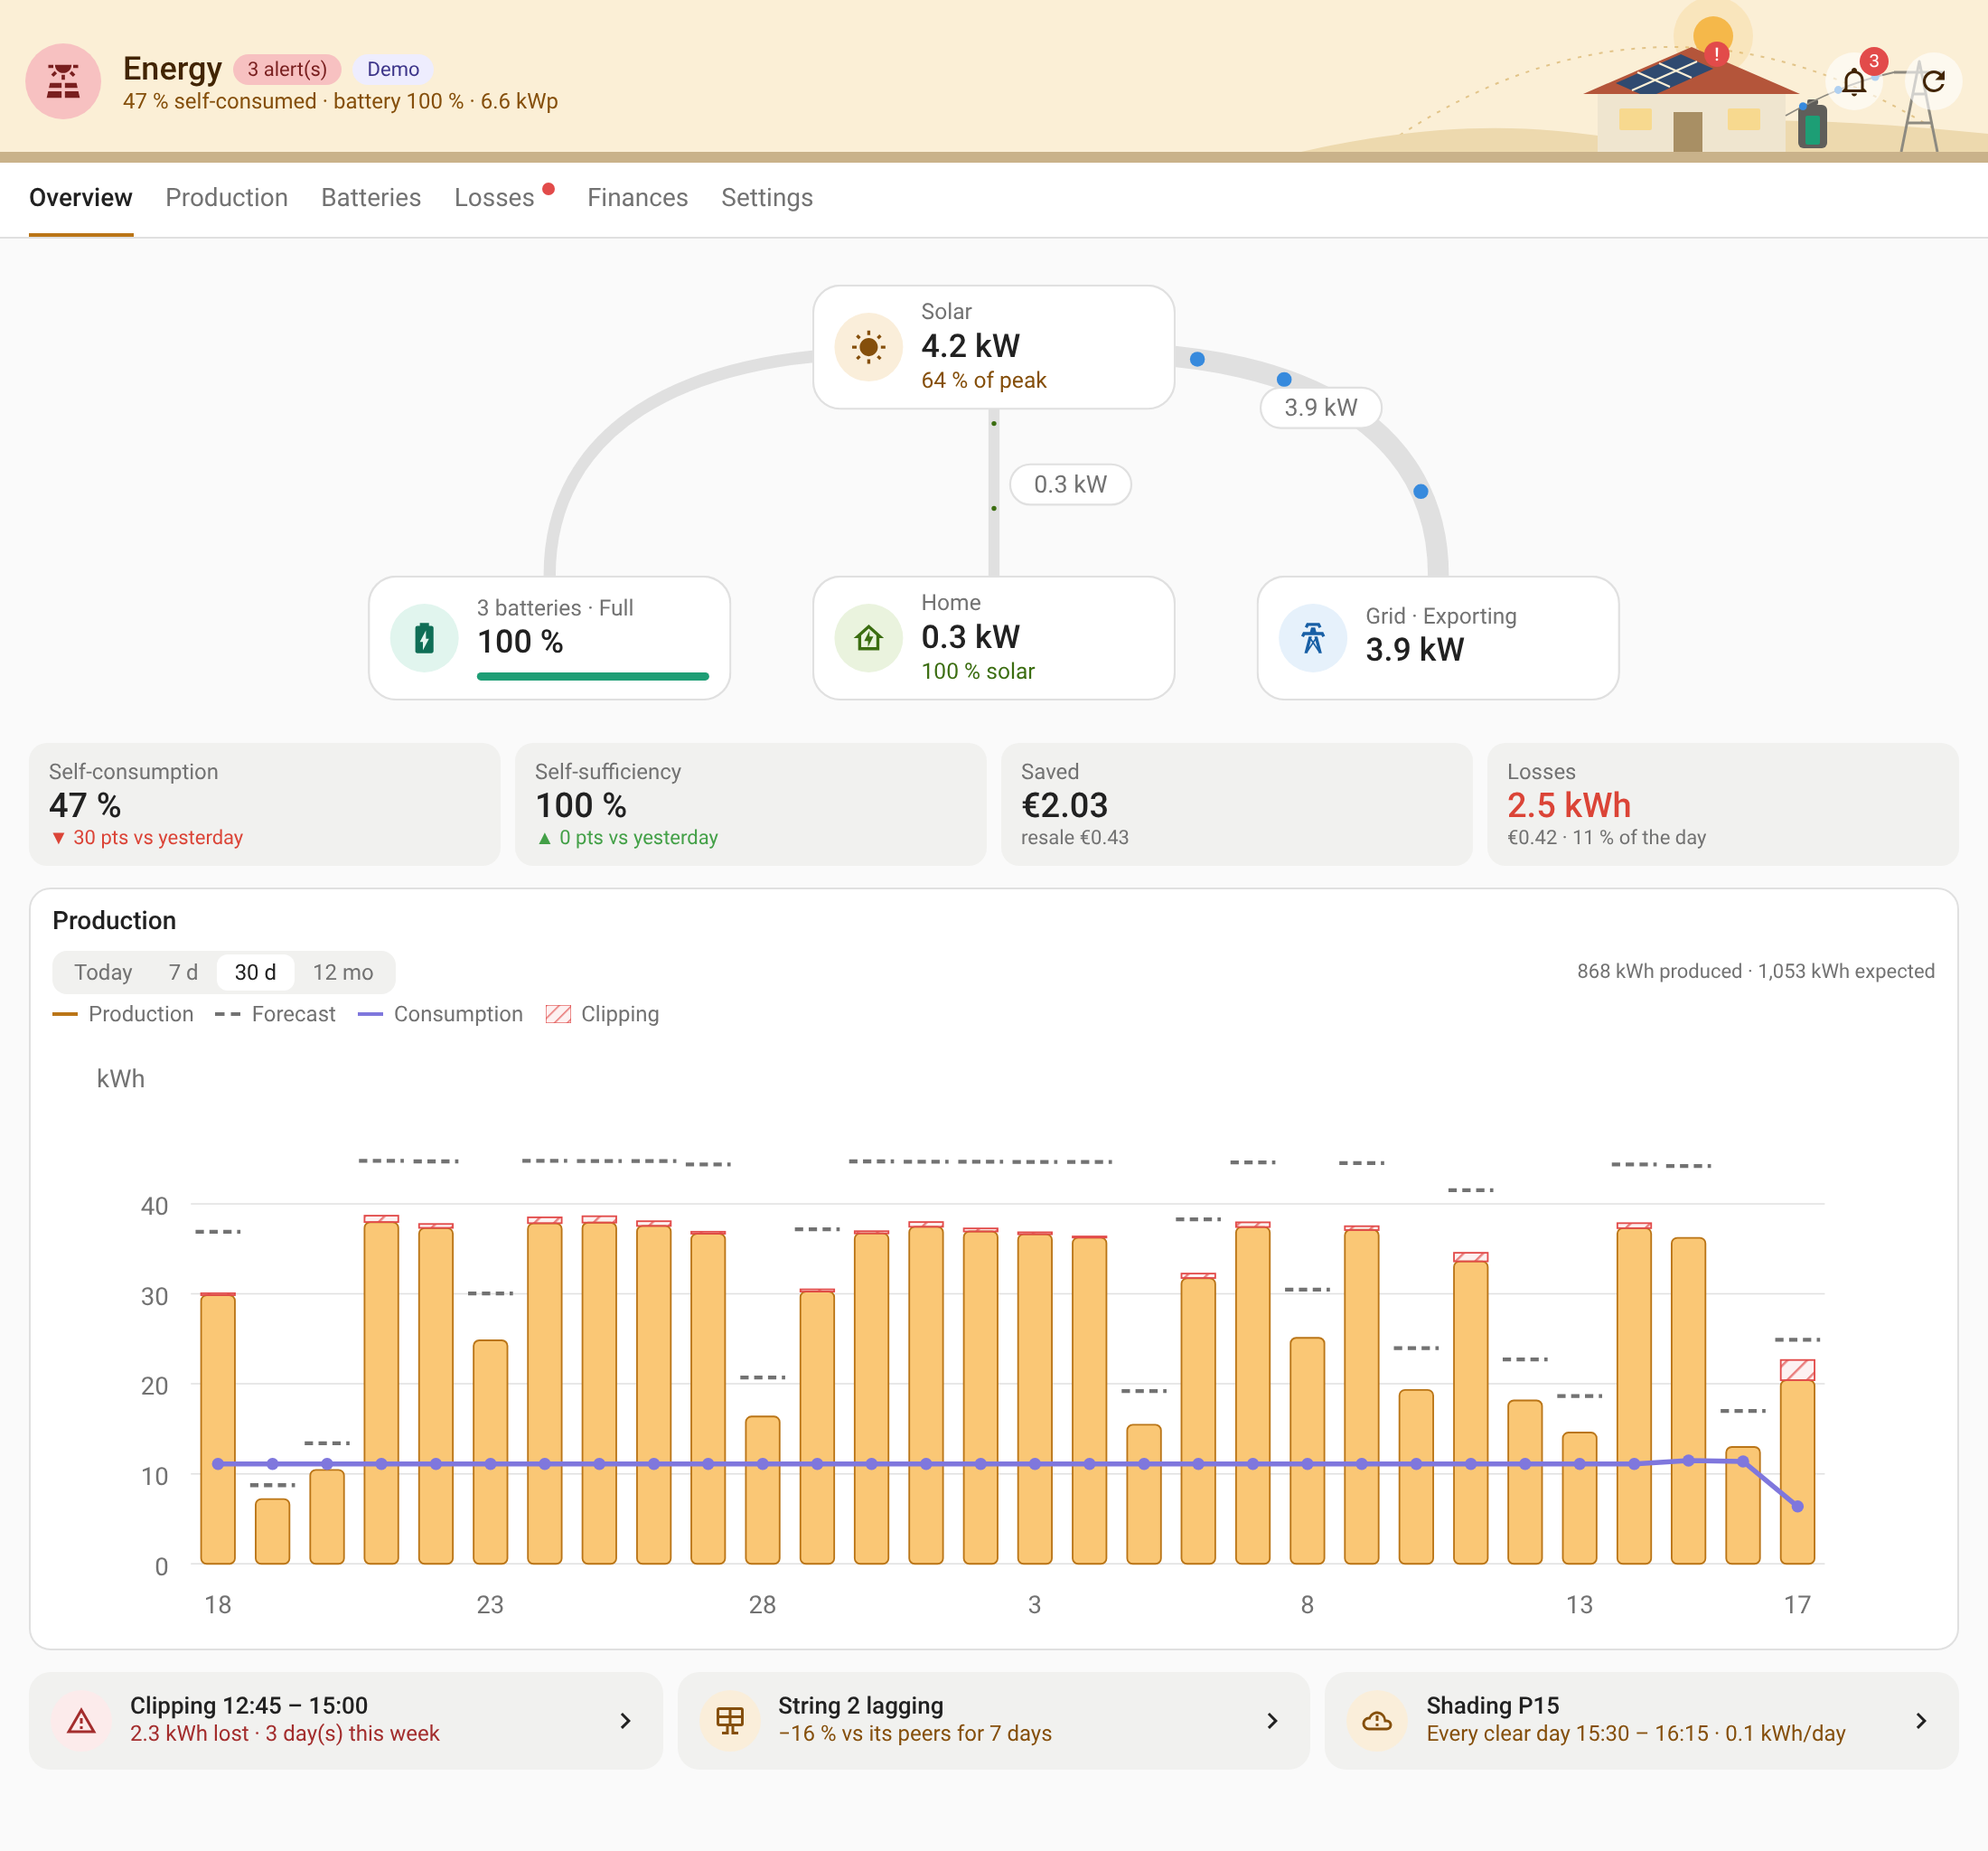 Energy 3 alert(s) Demo
47 % self-consumed · battery 100 % · 6.6 kWp
!
3
Overview Production Batteries Losses Finances Settings
Solar
4.2 kW
64 % of peak
3.9 kW
0.3 kW
3 batteries · Full
100 %
Home
0.3 kW
100 % solar
Grid · Exporting
3.9 kW
Self-consumption
47 %
▼ 30 pts vs yesterday
Self-sufficiency
100 %
▲ 0 pts vs yesterday
Saved
€2.03
resale €0.43
Losses
2.5 kWh
€0.42 · 11 % of the day
Production
Today 7 d 30 d 12 mo
868 kWh produced · 1,053 kWh expected
Production Forecast Consumption Clipping
kWh
40
30
20
10
0
18 23 28 3 8 13 17
Clipping 12:45 – 15:00
2.3 kWh lost · 3 day(s) this week
String 2 lagging
−16 % vs its peers for 7 days
Shading P15
Every clear day 15:30 – 16:15 · 0.1 kWh/day